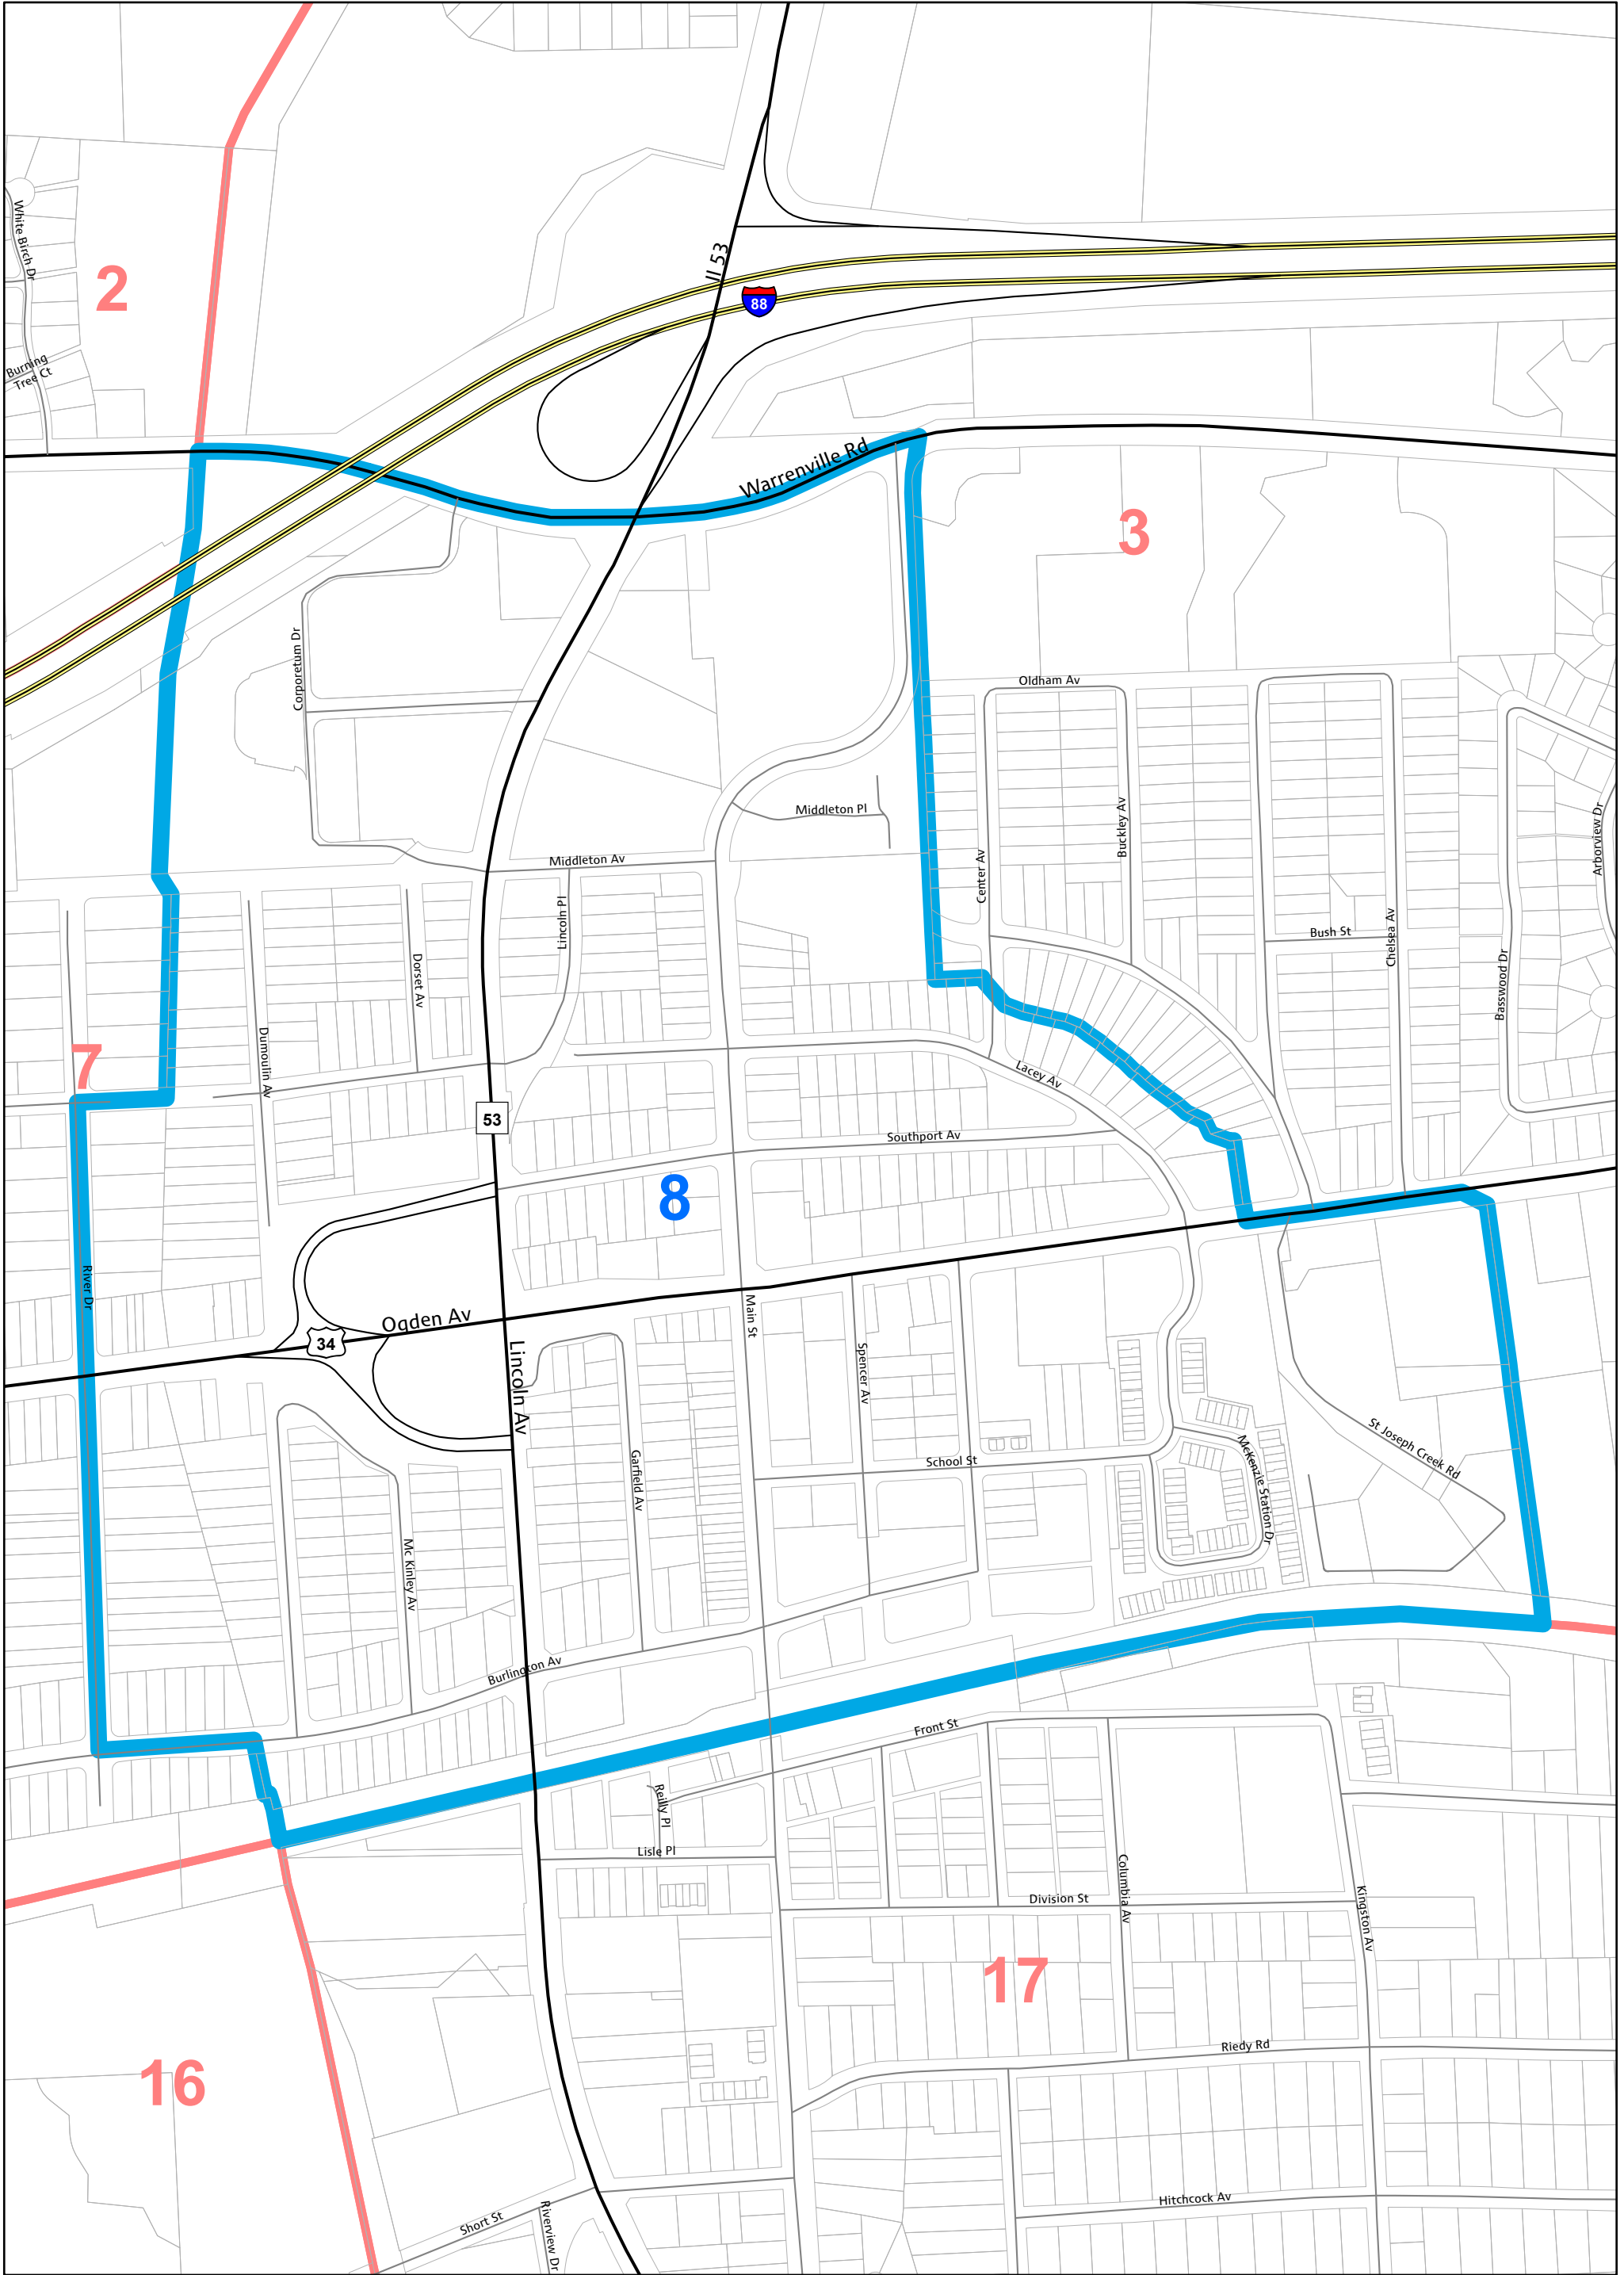 White Birch Dr
2
Il 53
88
Burning
Tree Ct
Warrenville Rd
3
Corporetum Dr
Oldham Av
Middleton Pl
Buckley Av
Arborview Dr
Middleton Av
Center Av
Lincoln Pl
Bush St
Chelsea Av
Dorset Av
Basswood Dr
Dumoulin Av
7
Lacey Av
53
Southport Av
8
River Dr
Ogden Av
34
Main St
Lincoln Av
Spencer Av
St Joseph Creek Rd
School St
Garfield Av
McKenzie Station Dr
Mc Kinley Av
Burlington Av
Front St
Reilly Pl
Lisle Pl
Columbia Av
Division St
Kingston Av
17
Riedy Rd
16
Hitchcock Av
Short St
Riverview Dr